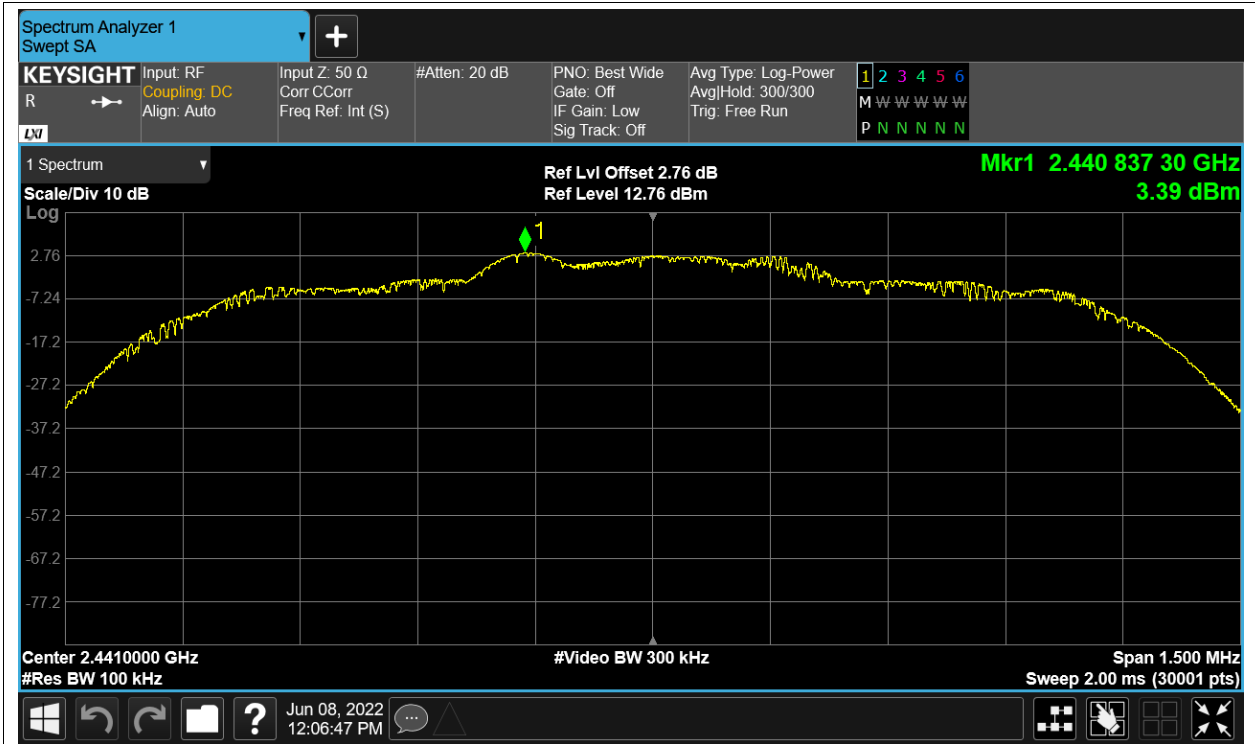 Spectrum Analyzer 1
Swept SA
KEYSIGHT
R
LXI
Input: RF
Coupling: DC
Align: Auto
Input Z: 50 Ω
Corr CCorr
Freq Ref: Int (S)
#Atten: 20 dB
PNO: Best Wide
Gate: Off
IF Gain: Low
Sig Track: Off
Avg Type: Log-Power
Avg|Hold: 300/300
Trig: Free Run
1 2 3 4 5 6
M W W W W W
P N N N N N
1 Spectrum
Scale/Div 10 dB
Ref Lvl Offset 2.76 dB
Ref Level 12.76 dBm
Mkr1 2.440 837 30 GHz
3.39 dBm
Log
1
2.76
-7.24
-17.2
-27.2
-37.2
-47.2
-57.2
-67.2
-77.2
Center 2.4410000 GHz
#Video BW 300 kHz
Span 1.500 MHz
#Res BW 100 kHz
Sweep 2.00 ms (30001 pts)
?
Jun 08, 2022
12:06:47 PM